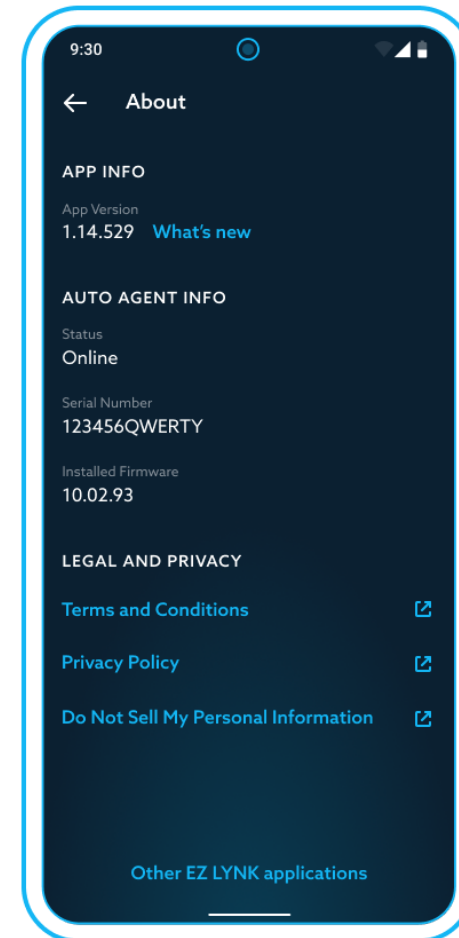 9:30
About
APP INFO
App Version
1.14.529 What's new
AUTO AGENT INFO
Status
Online
Serial Number
123456QWERTY
Installed Firmware
10.02.93
LEGAL AND PRIVACY
Terms and Conditions
Privacy Policy
Do Not Sell My Personal Information
Other EZ LYNK applications